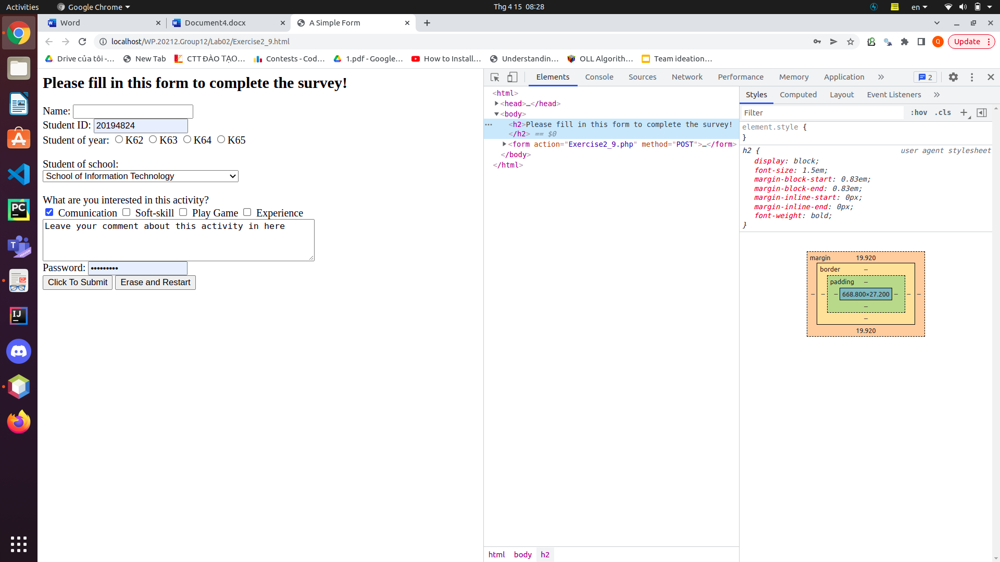 Activities
Google Chrome
Thg 4 15 08:28
en
Word
Document4.docx
A Simple Form
localhost/WP.20212.Group12/Lab02/Exercise2_9.html
Q
Update
Drive của tôi -...
New Tab
CTT ĐÀO TẠO...
Contests - Cod...
1.pdf - Google...
How to Install...
Understandin...
OLL Algorith...
Team ideation...
Please fill in this form to complete the survey!
Name:
Student ID: 20194824
Student of year: K62 K63 K64 K65
Student of school:
School of Information Technology
What are you interested in this activity?
Comunication Soft-skill Play Game Experience
Leave your comment about this activity in here
Password: •••••••••
Click To Submit Erase and Restart
Elements Console Sources Network Performance Memory Application 2
<html>
<head>…</head>
<body>
<h2>Please fill in this form to complete the survey!
</h2> == $0
<form action="Exercise2_9.php" method="POST">…</form>
</body>
</html>
html body h2
Styles Computed Layout Event Listeners
Filter :hov .cls
element.style {
}
h2 { user agent stylesheet
display: block;
font-size: 1.5em;
margin-block-start: 0.83em;
margin-block-end: 0.83em;
margin-inline-start: 0px;
margin-inline-end: 0px;
font-weight: bold;
}
margin 19.920
border –
padding –
– – – 668.800×27.200 – – –
–
–
19.920
PC
T
PREVIEW
IJ